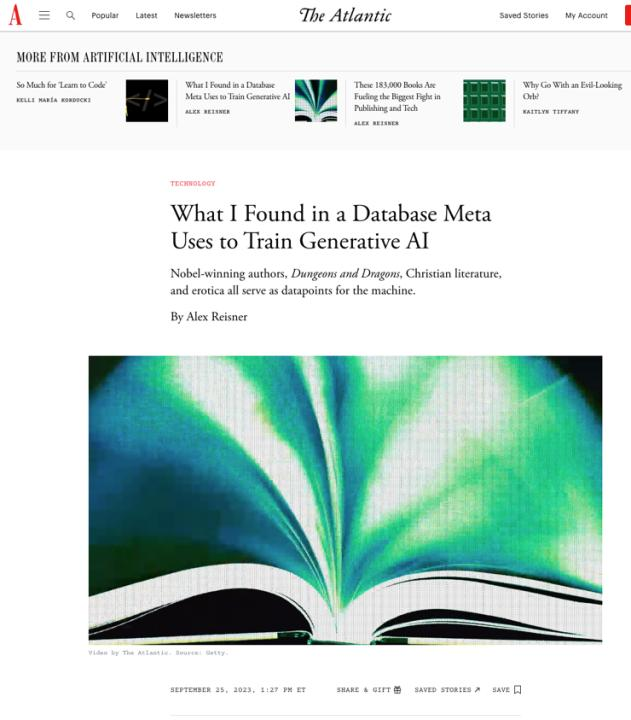 A
Popular
Latest
Newsletters
The Atlantic
Saved Stories
My Account
MORE FROM ARTIFICIAL INTELLIGENCE
So Much for 'Learn to Code'
KELLI MARÍA KORDUCKI
What I Found in a Database
Meta Uses to Train Generative AI
ALEX REISNER
These 183,000 Books Are
Fueling the Biggest Fight in
Publishing and Tech
ALEX REISNER
Why Go With an Evil-Looking
Orb?
KAITLYN TIFFANY
TECHNOLOGY
What I Found in a Database Meta
Uses to Train Generative AI
Nobel-winning authors, Dungeons and Dragons, Christian literature,
and erotica all serve as datapoints for the machine.
By Alex Reisner
Video by The Atlantic. Source: Getty.
SEPTEMBER 25, 2023, 1:27 PM ET
SHARE & GIFT
SAVED STORIES
SAVE